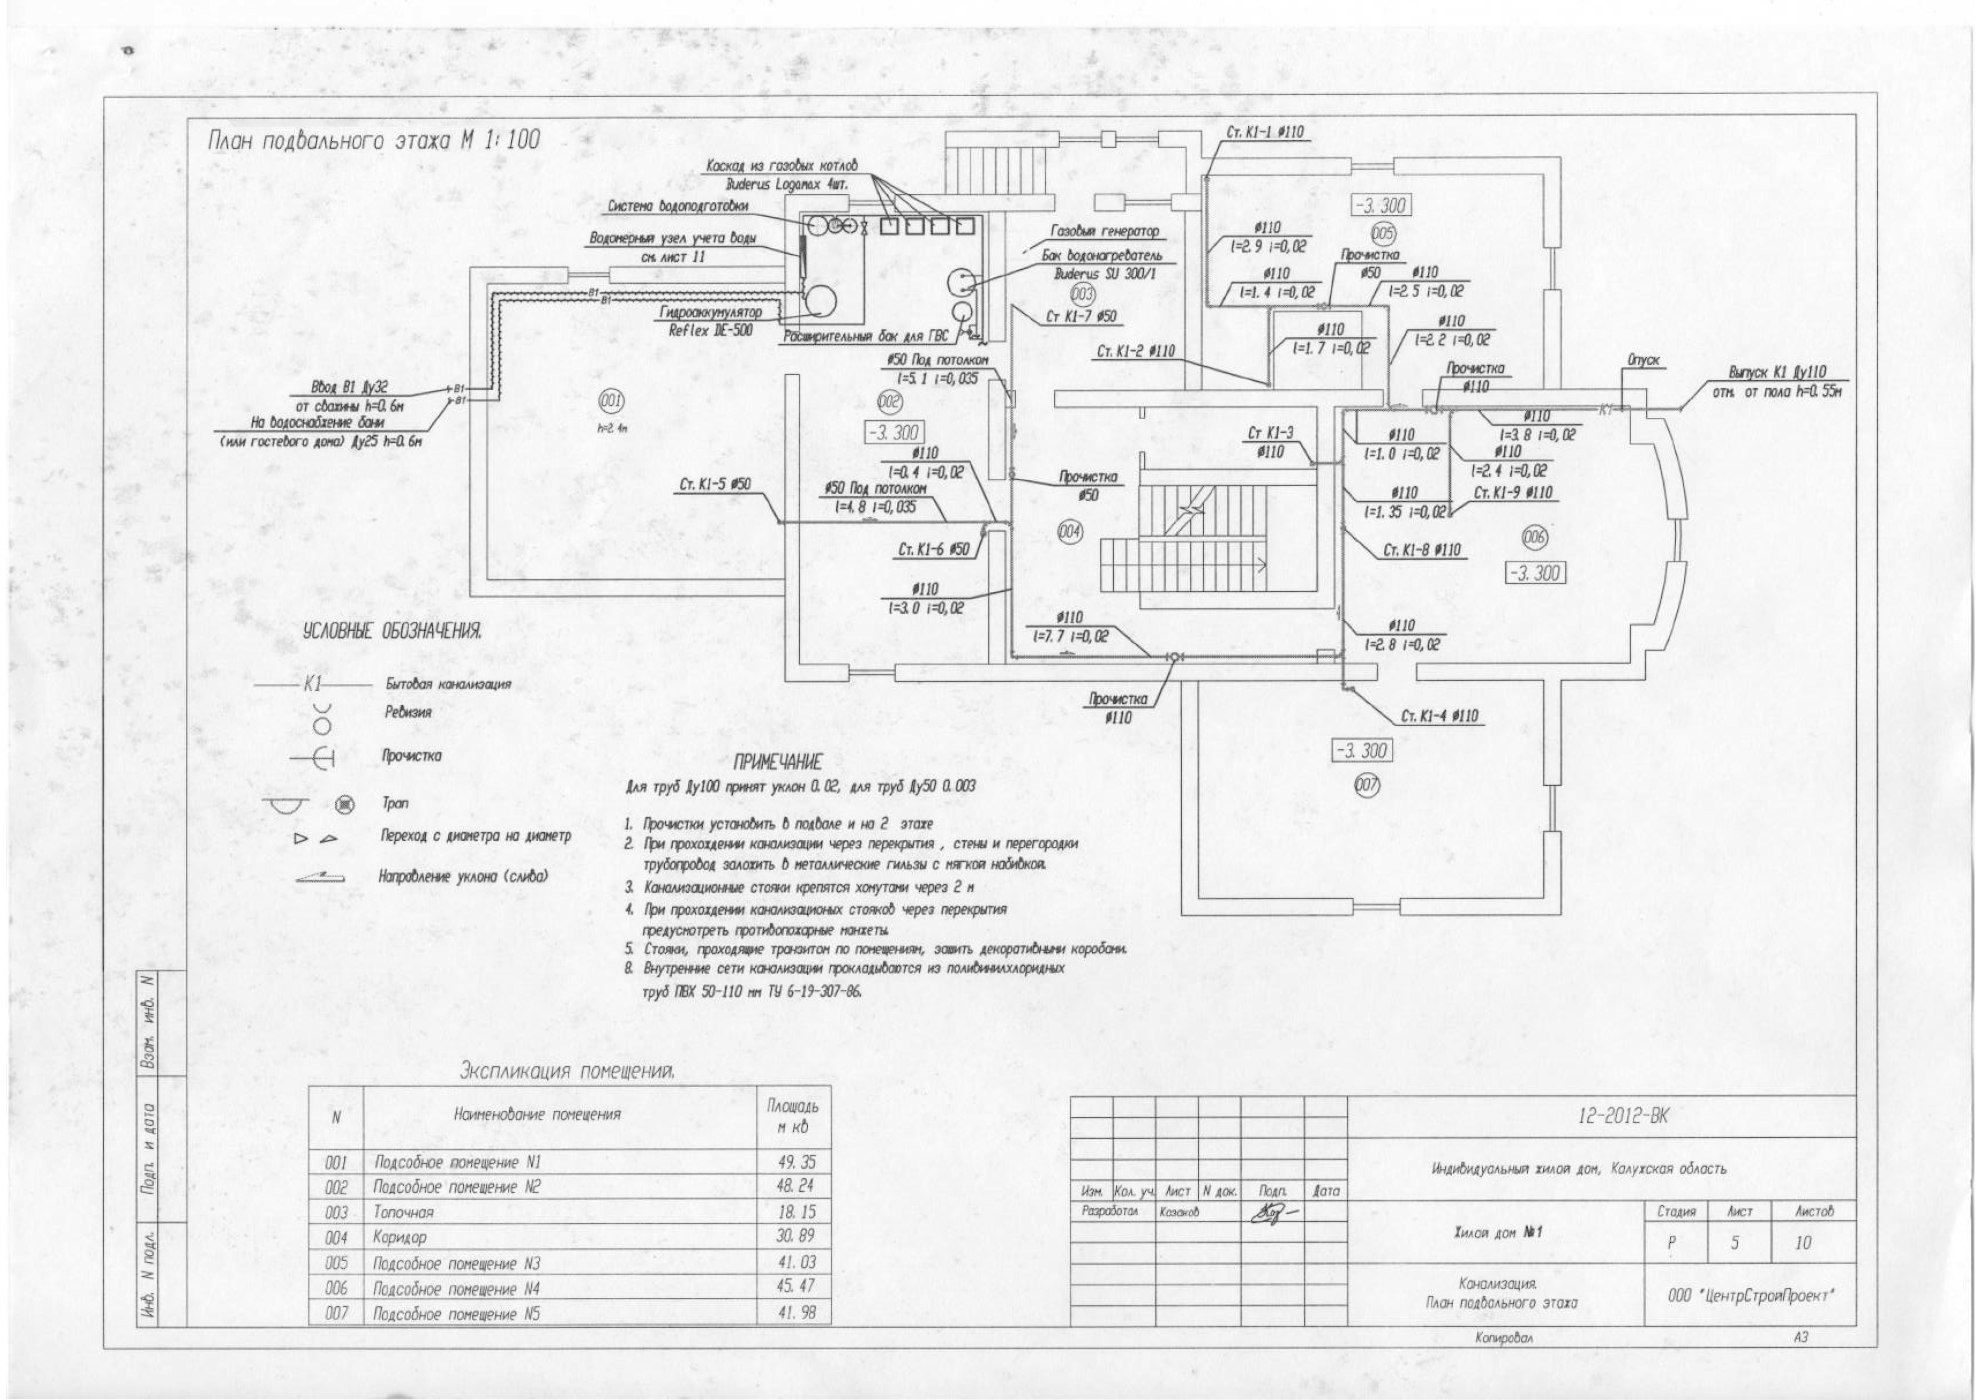 План подвального этажа М 1:100
Каскад из газовых котлов
Buderus Logamax 4шт.
Система водоподготовки
Водомерный узел учета воды
см. лист 11
Гидроаккумулятор
Reflex DE-500
Расширительный бак для ГВС
Газовый генератор
Бак водонагреватель
Buderus SU 300/1
003
В1
В1
Ввод В1 Ду32
от сважины h=0.6м
На водоснабжение бани
(или гостевого дома) Ду25 h=0.6м
В1
В1
001
h=2.4м
002
-3.300
ø50 Под потолком
l=5.1 i=0,035
Ст К1-7 ø50
Ст. К1-1 ø110
-3.300
005
ø110
l=2.9 i=0,02
Прочистка
ø50
ø110
l=1.4 i=0,02
ø110
l=2.5 i=0,02
ø110
l=1.7 i=0,02
ø110
l=2.2 i=0,02
Ст. К1-2 ø110
Прочистка
ø110
Опуск
Выпуск К1 Ду110
отм. от пола h=0.55м
К1
ø110
l=3.8 i=0,02
ø110
l=1.0 i=0,02
ø110
l=2.4 i=0,02
Ст К1-3
ø110
ø110
l=1.35 i=0,02
Ст. К1-9 ø110
Ст. К1-8 ø110
006
-3.300
ø110
l=0.4 i=0,02
Ст. К1-5 ø50
ø50 Под потолком
l=4.8 i=0,035
Прочистка
ø50
004
Ст. К1-6 ø50
ø110
l=3.0 i=0,02
ø110
l=7.7 i=0,02
ø110
l=2.8 i=0,02
Прочистка
ø110
Ст. К1-4 ø110
-3.300
007
УСЛОВНЫЕ ОБОЗНАЧЕНИЯ.
К1
Бытовая канализация
Ревизия
Прочистка
Трап
Переход с диаметра на диаметр
Направление уклона (слива)
ПРИМЕЧАНИЕ
Для труб Ду100 принят уклон 0.02, для труб Ду50 0.003
1. Прочистки установить в подвале и на 2 этаже
2. При прохождении канализации через перекрытия , стены и перегородки
трубопровод заложить в металлические гильзы с мягкой набивкой.
3. Канализационные стояки крепятся хомутами через 2 м
4. При прохождении канализационых стояков через перекрытия
предусмотреть противопожарные манжеты.
5. Стояки, проходящие транзитом по помещениям, зашить декоративными коробами.
8. Внутренние сети канализации прокладываются из поливинилхлоридных
труб ПВХ 50-110 мм ТУ 6-19-307-86.
Экспликация помещений.
N Наименование помещения Площадь
м кв
001 Подсобное помещение N1 49.35
002 Подсобное помещение N2 48.24
003 Топочная 18.15
004 Коридор 30.89
005 Подсобное помещение N3 41.03
006 Подсобное помещение N4 45.47
007 Подсобное помещение N5 41.98
Взам. инв. N
Подп. и дата
Инв. N подл.
12-2012-ВК
Индивидуальный жилой дом, Калужская область
Изм. Кол. уч. Лист N док. Подп. Дата
Разработал Казаков
Жилой дом №1
Стадия Лист Листов
Р 5 10
Канализация.
План подвального этажа
ООО "ЦентрСтройПроект"
Копировал А3